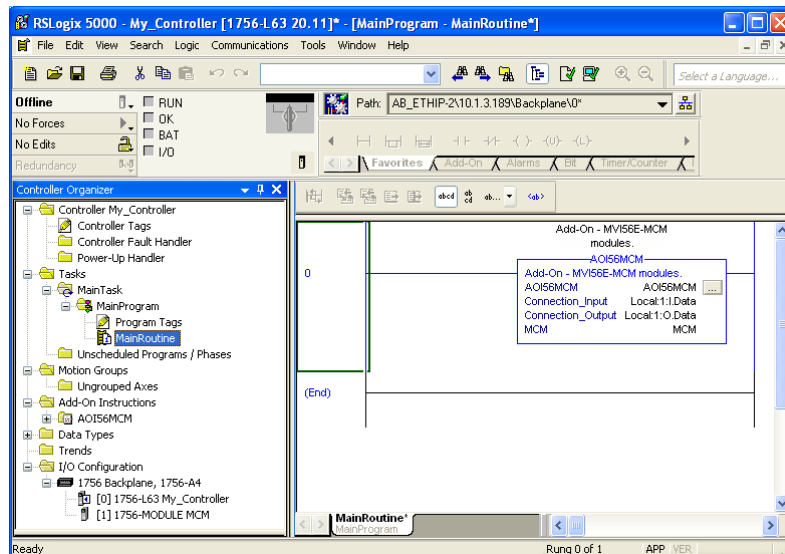 RSLogix 5000 - My_Controller [1756-L63 20.11]* - [MainProgram - MainRoutine*]
File Edit View Search Logic Communications Tools Window Help
Select a Language...
Offline
RUN
No Forces
OK
No Edits
BAT
Redundancy
I/O
Path: AB_ETHIP-2\10.1.3.189\Backplane\0*
Favorites Add-On Alarms Bit Timer/Counter
Controller Organizer
Controller My_Controller
Controller Tags
Controller Fault Handler
Power-Up Handler
Tasks
MainTask
MainProgram
Program Tags
MainRoutine
Unscheduled Programs / Phases
Motion Groups
Ungrouped Axes
Add-On Instructions
AOI56MCM
Data Types
Trends
I/O Configuration
1756 Backplane, 1756-A4
[0] 1756-L63 My_Controller
[1] 1756-MODULE MCM
abcd ab cd ab... <ab>
Add-On - MVI56E-MCM
modules.
AOI56MCM
0
Add-On - MVI56E-MCM modules.
AOI56MCM AOI56MCM ...
Connection_Input Local:1:I.Data
Connection_Output Local:1:O.Data
MCM MCM
(End)
MainRoutine*
MainProgram
Ready
Rung 0 of 1 APP VER